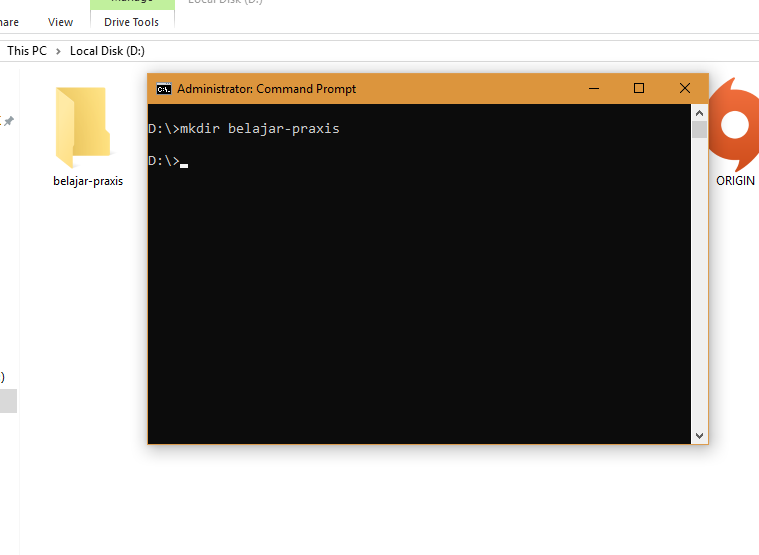 Manage
Local Disk (D:)
hare
View
Drive Tools
This PC > Local Disk (D:)
Administrator: Command Prompt
D:\>mkdir belajar-praxis
D:\>
belajar-praxis
ORIGIN
)